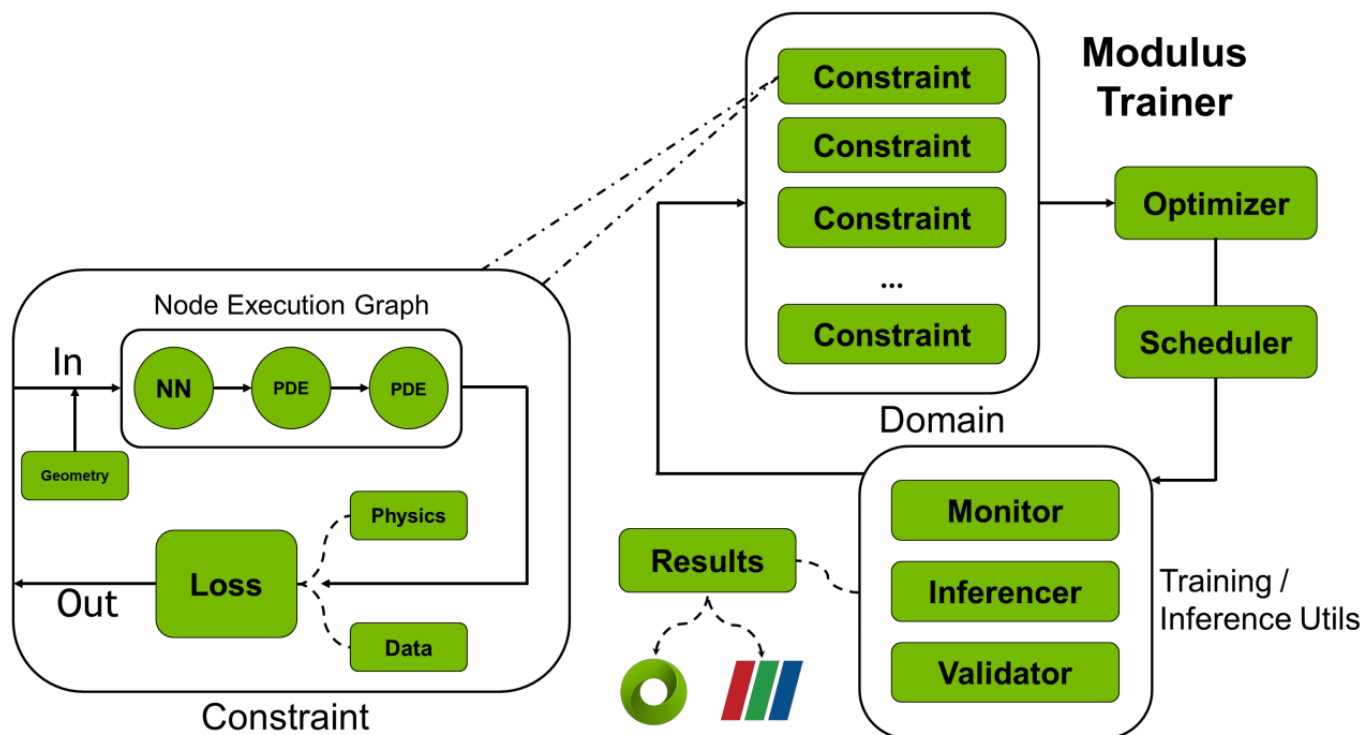 Modulus
Trainer
Constraint
Constraint
Constraint
...
Constraint
Domain
Optimizer
Scheduler
Node Execution Graph
In
NN
PDE
PDE
Geometry
Physics
Loss
Out
Data
Constraint
Results
Monitor
Inferencer
Validator
Training /
Inference Utils